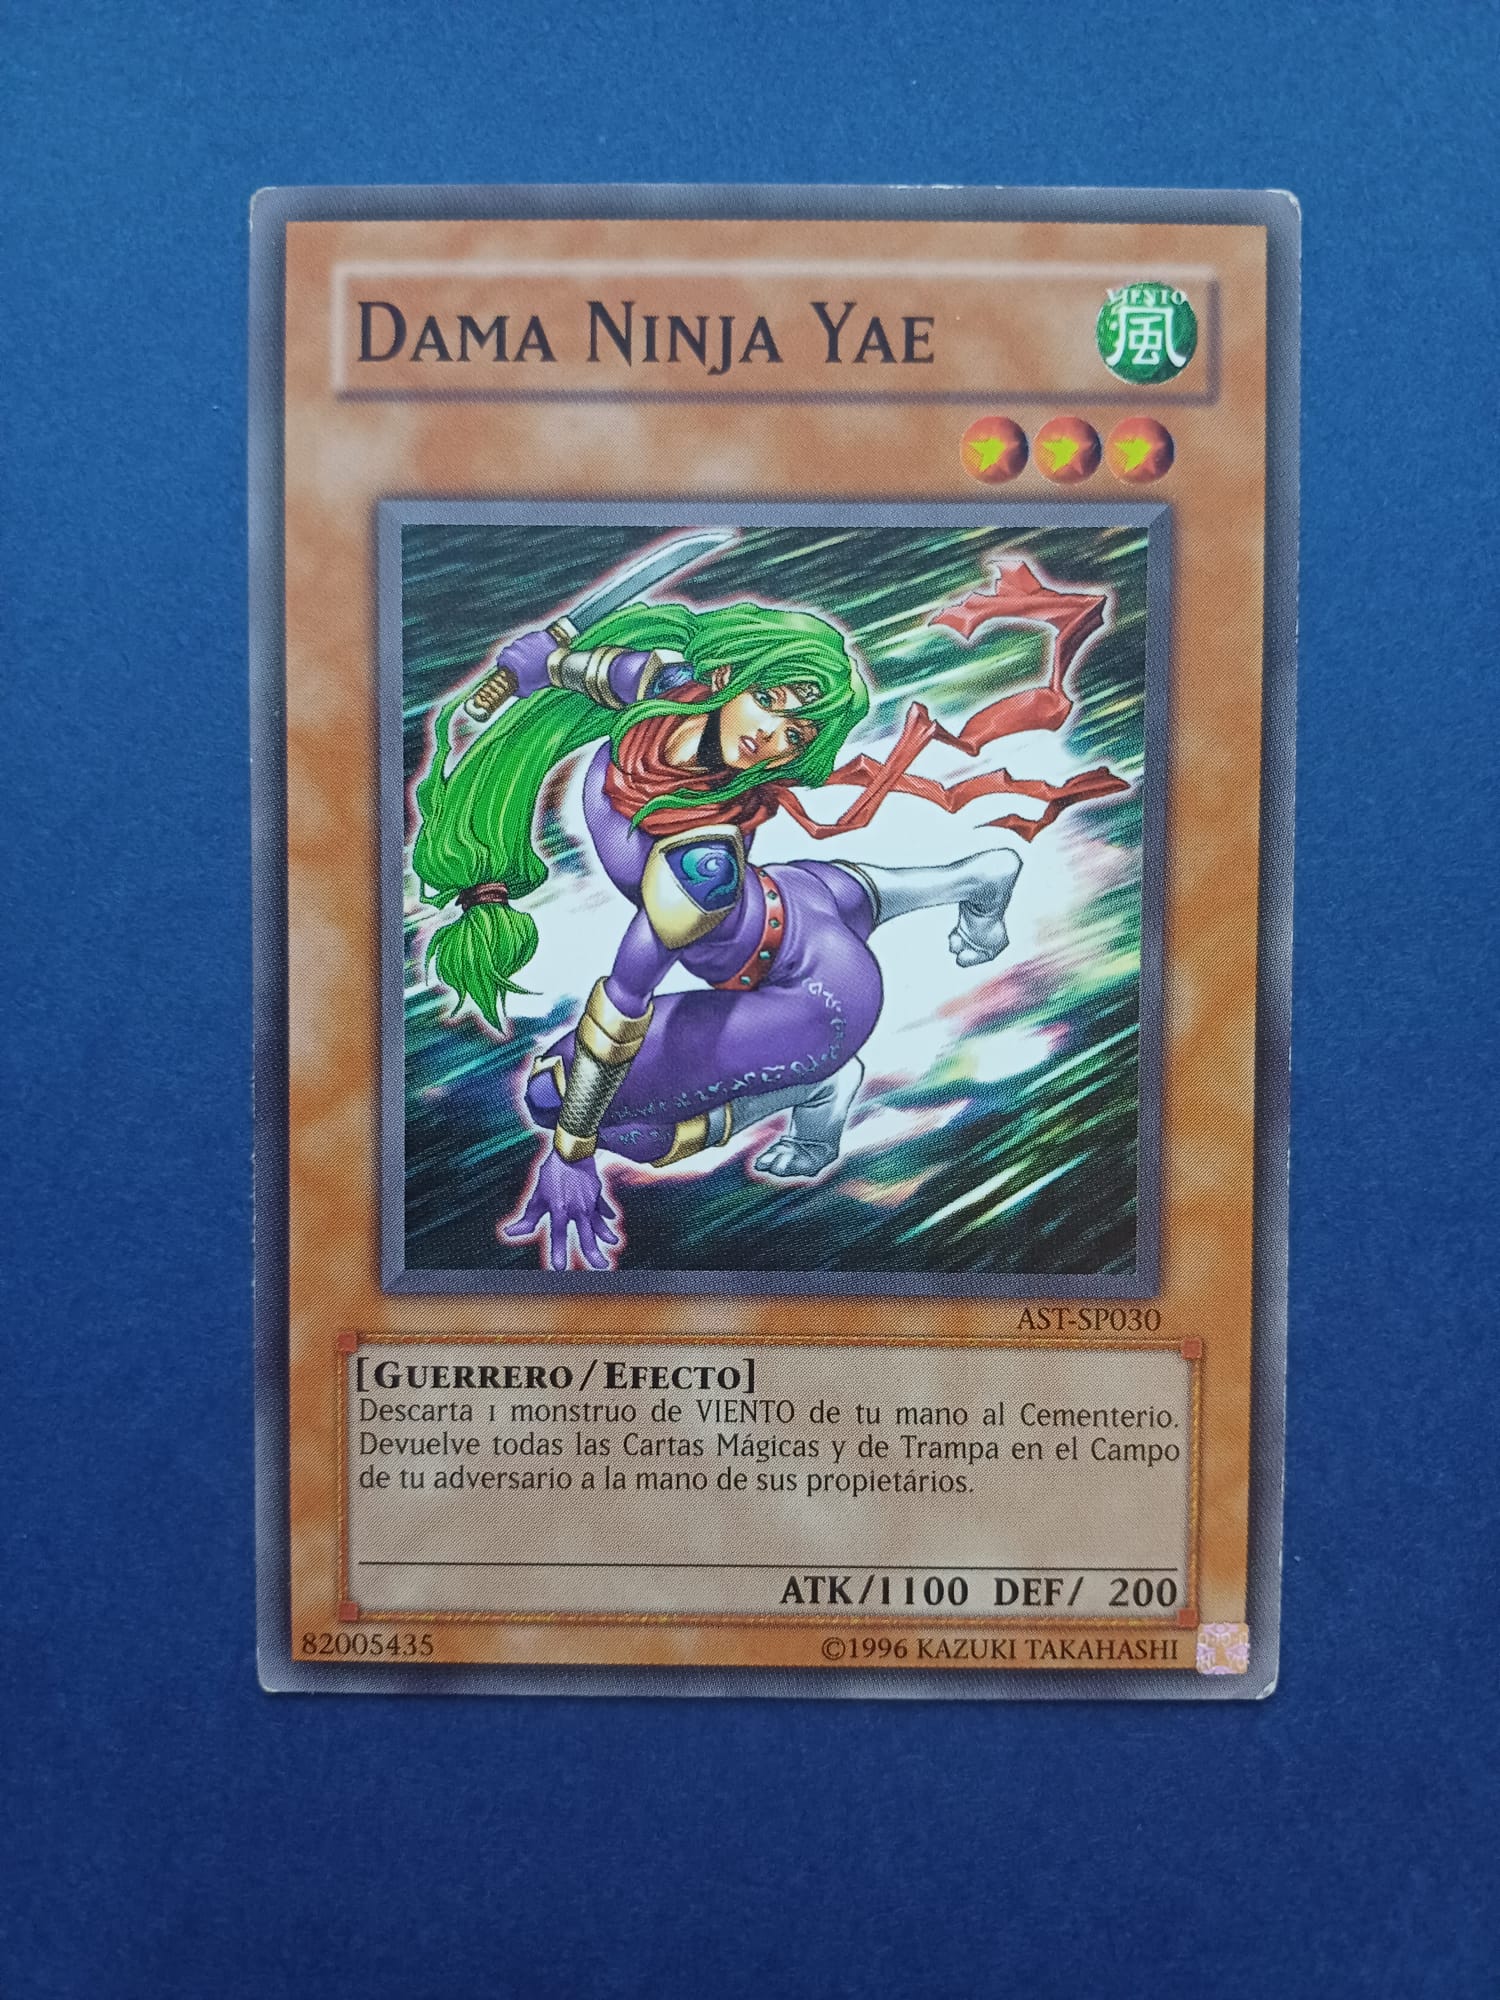 DAMA NINJA YAE
VIENTO
風
AST-SP030
[GUERRERO/EFECTO]
Descarta 1 monstruo de VIENTO de tu mano al Cementerio.
Devuelve todas las Cartas Mágicas y de Trampa en el Campo
de tu adversario a la mano de sus propietários.
ATK/1100 DEF/ 200
82005435
©1996 KAZUKI TAKAHASHI